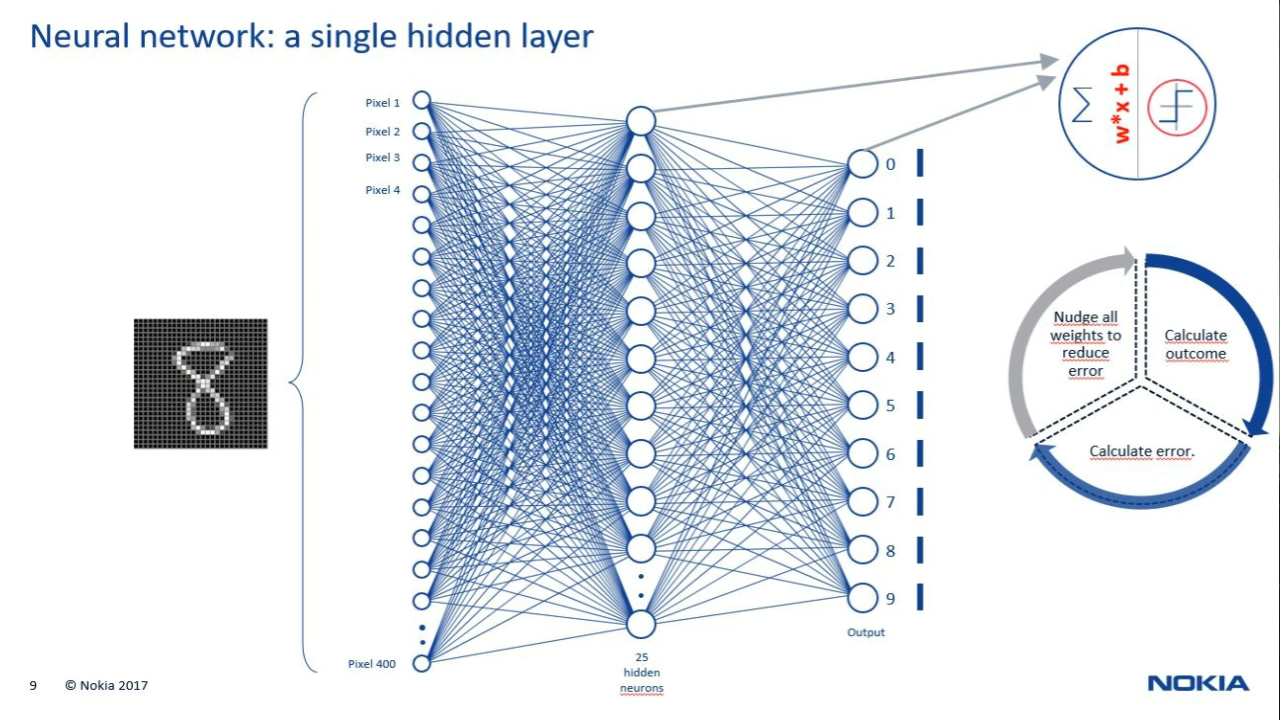 Neural network: a single hidden layer
Pixel 1
Pixel 2
Pixel 3
Pixel 4
Pixel 400
25
hidden
neurons
0
1
2
3
4
5
6
7
8
9
Output
∑
w*x + b
Nudge all
weights to
reduce
error
Calculate
outcome
Calculate error.
9 © Nokia 2017
NOKIA